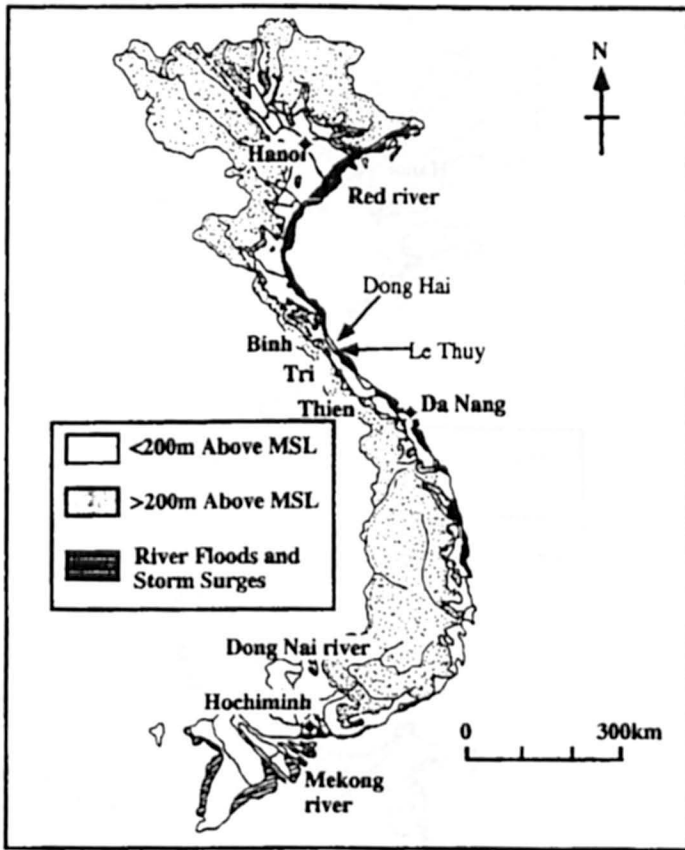 N
Hanoi
Red river
Dong Hai
Binh
Le Thuy
Tri
Thien
Da Nang
<200m Above MSL
>200m Above MSL
River Floods and
Storm Surges
Dong Nai river
Hochiminh
0 300km
Mekong
river